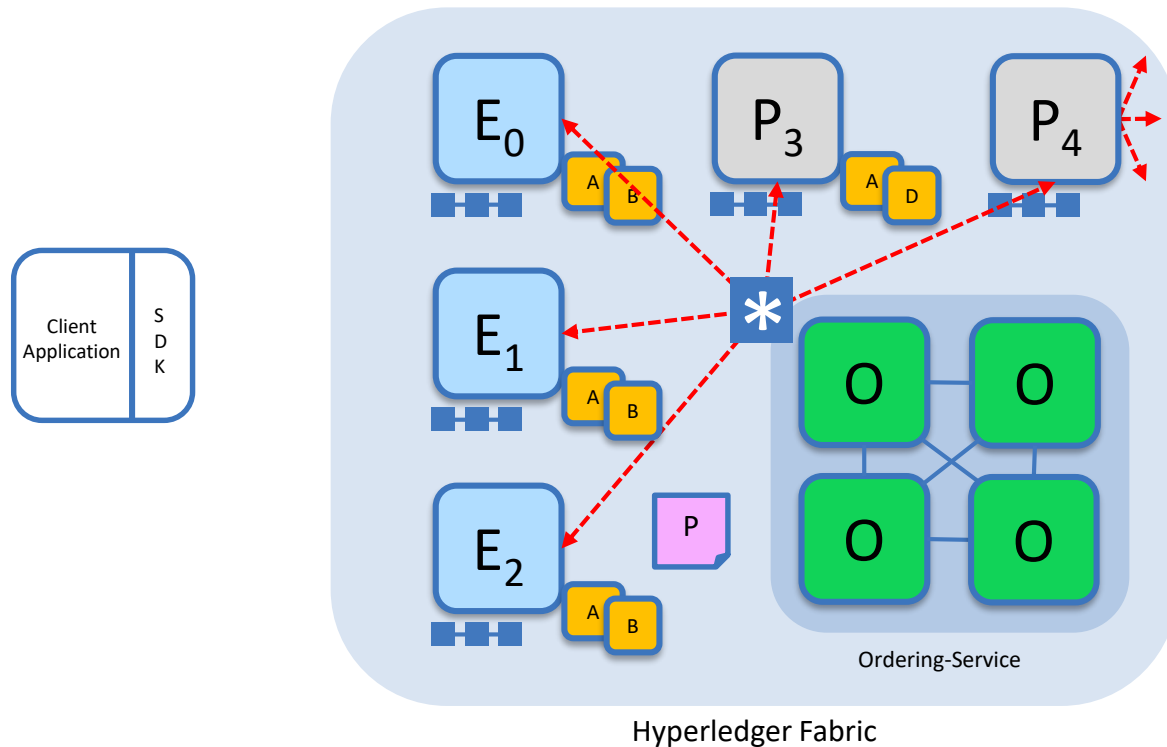 E0
P3
P4
A
B
A
D
Client
Application
S
D
K
*
E1
A
B
O
O
E2
P
O
O
A
B
Ordering-Service
Hyperledger Fabric